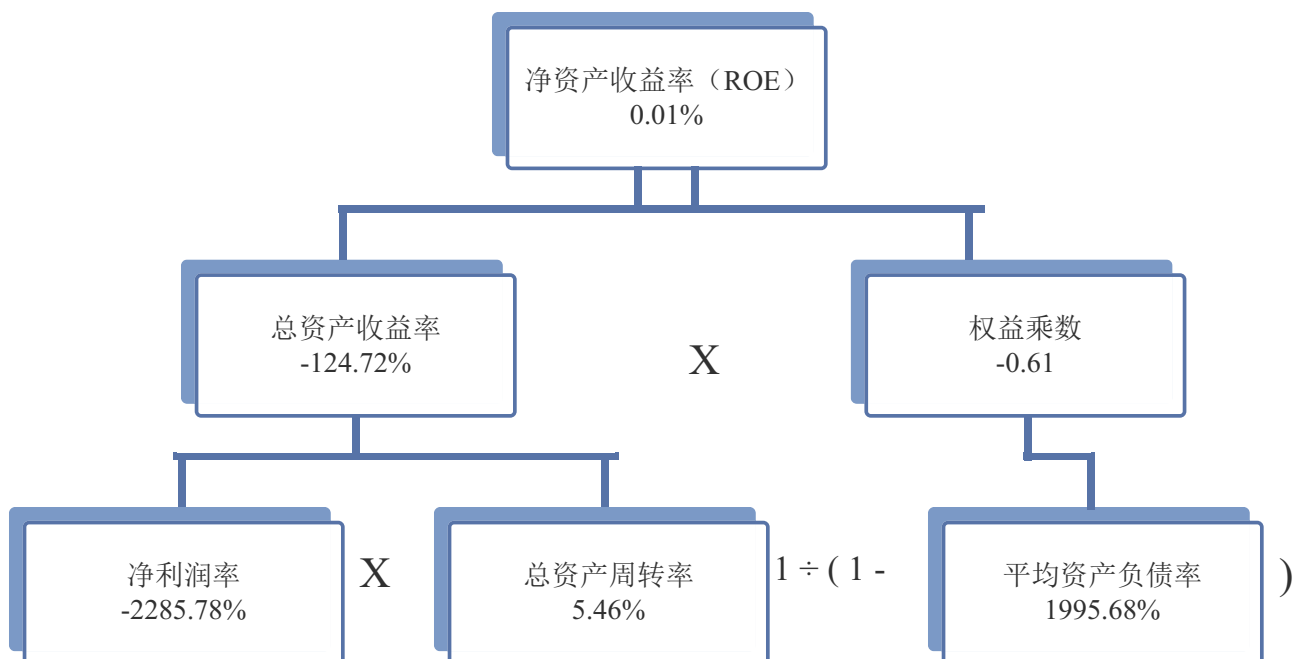 净资产收益率（ROE）
0.01%
总资产收益率
-124.72%
X
权益乘数
-0.61
净利润率
-2285.78%
X
总资产周转率
5.46%
1 ÷ ( 1 -
平均资产负债率
1995.68%
)